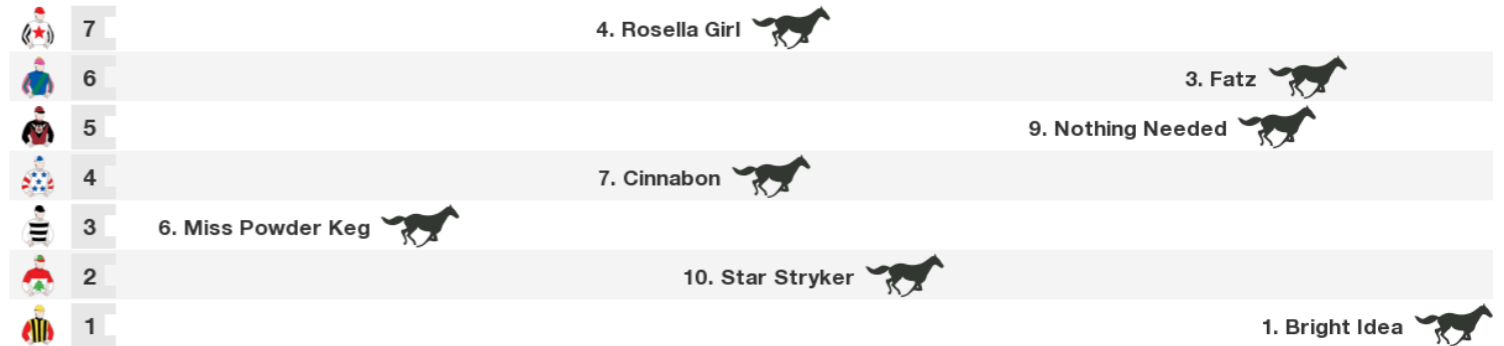 7 4. Rosella Girl
6 3. Fatz
5 9. Nothing Needed
4 7. Cinnabon
3 6. Miss Powder Keg
2 10. Star Stryker
1 1. Bright Idea